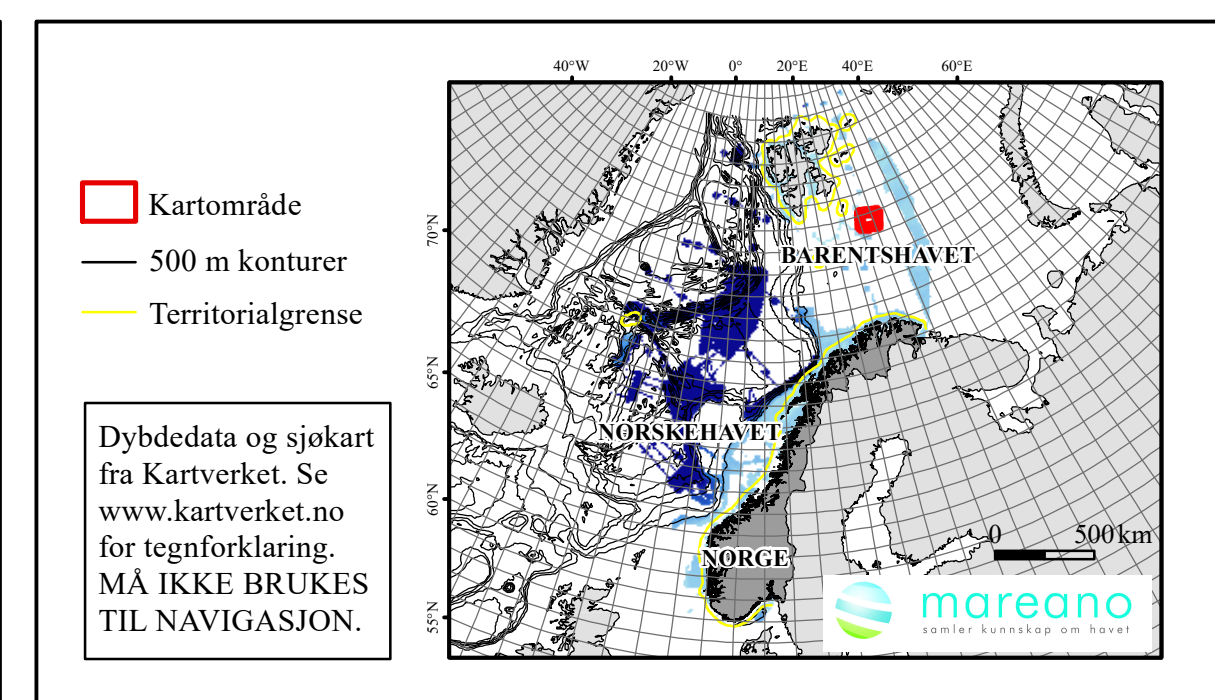 40°W 20°W 0° 20°E 40°E 60°E
Kartområde
500 m konturer
Territorialgrense
Dybdedata og sjøkart
fra Kartverket. Se
www.kartverket.no
for tegnforklaring.
MÅ IKKE BRUKES
TIL NAVIGASJON.
70°N
65°N
60°N
55°N
BARENTSHAVET
NORSKEHAVET
NORGE
0 500 km
mareano
samler kunnskap om havet